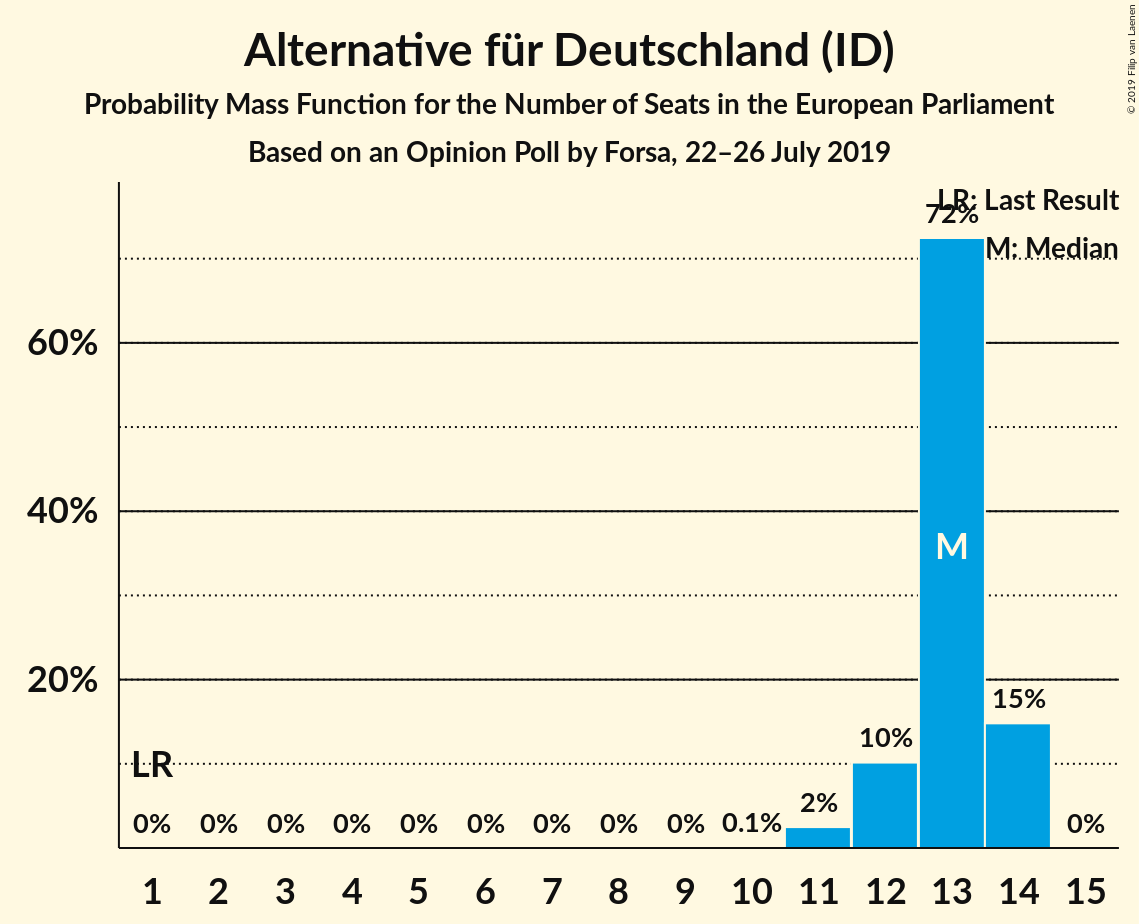 Alternative für Deutschland (ID)
Probability Mass Function for the Number of Seats in the European Parliament
Based on an Opinion Poll by Forsa, 22–26 July 2019
© 2019 Filip van Laenen
LR: Last Result
M: Median
72%
60%
40%
20%
M
15%
10%
LR
2%
0% 0% 0% 0% 0% 0% 0% 0% 0% 0.1% 0%
1 2 3 4 5 6 7 8 9 10 11 12 13 14 15